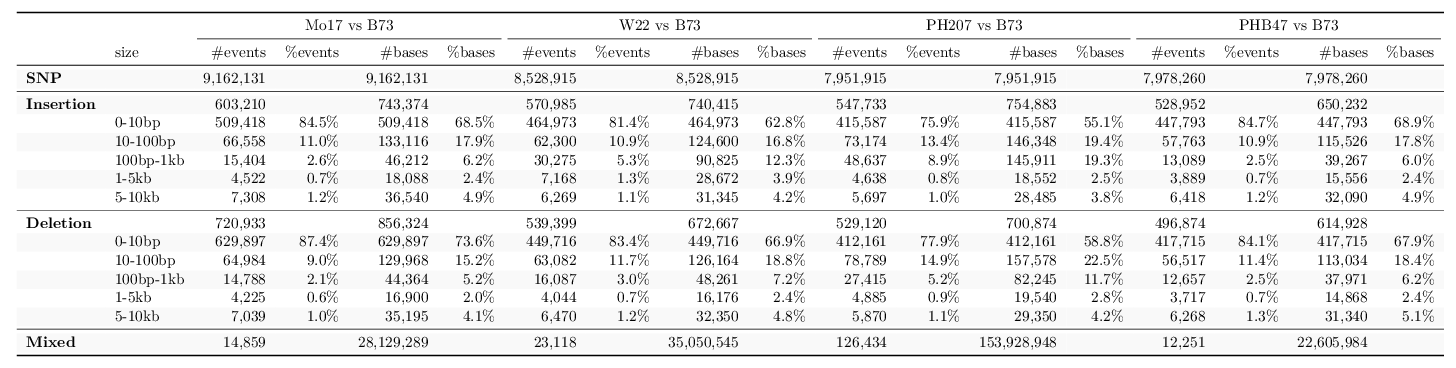 Mo17 vs B73 W22 vs B73 PH207 vs B73 PHB47 vs B73
size #events %events #bases %bases #events %events #bases %bases #events %events #bases %bases #events %events #bases %bases
SNP 9,162,131 9,162,131 8,528,915 8,528,915 7,951,915 7,951,915 7,978,260 7,978,260
Insertion 603,210 743,374 570,985 740,415 547,733 754,883 528,952 650,232
0-10bp 509,418 84.5% 509,418 68.5% 464,973 81.4% 464,973 62.8% 415,587 75.9% 415,587 55.1% 447,793 84.7% 447,793 68.9%
10-100bp 66,558 11.0% 133,116 17.9% 62,300 10.9% 124,600 16.8% 73,174 13.4% 146,348 19.4% 57,763 10.9% 115,526 17.8%
100bp-1kb 15,404 2.6% 46,212 6.2% 30,275 5.3% 90,825 12.3% 48,637 8.9% 145,911 19.3% 13,089 2.5% 39,267 6.0%
1-5kb 4,522 0.7% 18,088 2.4% 7,168 1.3% 28,672 3.9% 4,638 0.8% 18,552 2.5% 3,889 0.7% 15,556 2.4%
5-10kb 7,308 1.2% 36,540 4.9% 6,269 1.1% 31,345 4.2% 5,697 1.0% 28,485 3.8% 6,418 1.2% 32,090 4.9%
Deletion 720,933 856,324 539,399 672,667 529,120 700,874 496,874 614,928
0-10bp 629,897 87.4% 629,897 73.6% 449,716 83.4% 449,716 66.9% 412,161 77.9% 412,161 58.8% 417,715 84.1% 417,715 67.9%
10-100bp 64,984 9.0% 129,968 15.2% 63,082 11.7% 126,164 18.8% 78,789 14.9% 157,578 22.5% 56,517 11.4% 113,034 18.4%
100bp-1kb 14,788 2.1% 44,364 5.2% 16,087 3.0% 48,261 7.2% 27,415 5.2% 82,245 11.7% 12,657 2.5% 37,971 6.2%
1-5kb 4,225 0.6% 16,900 2.0% 4,044 0.7% 16,176 2.4% 4,885 0.9% 19,540 2.8% 3,717 0.7% 14,868 2.4%
5-10kb 7,039 1.0% 35,195 4.1% 6,470 1.2% 32,350 4.8% 5,870 1.1% 29,350 4.2% 6,268 1.3% 31,340 5.1%
Mixed 14,859 28,129,289 23,118 35,050,545 126,434 153,928,948 12,251 22,605,984